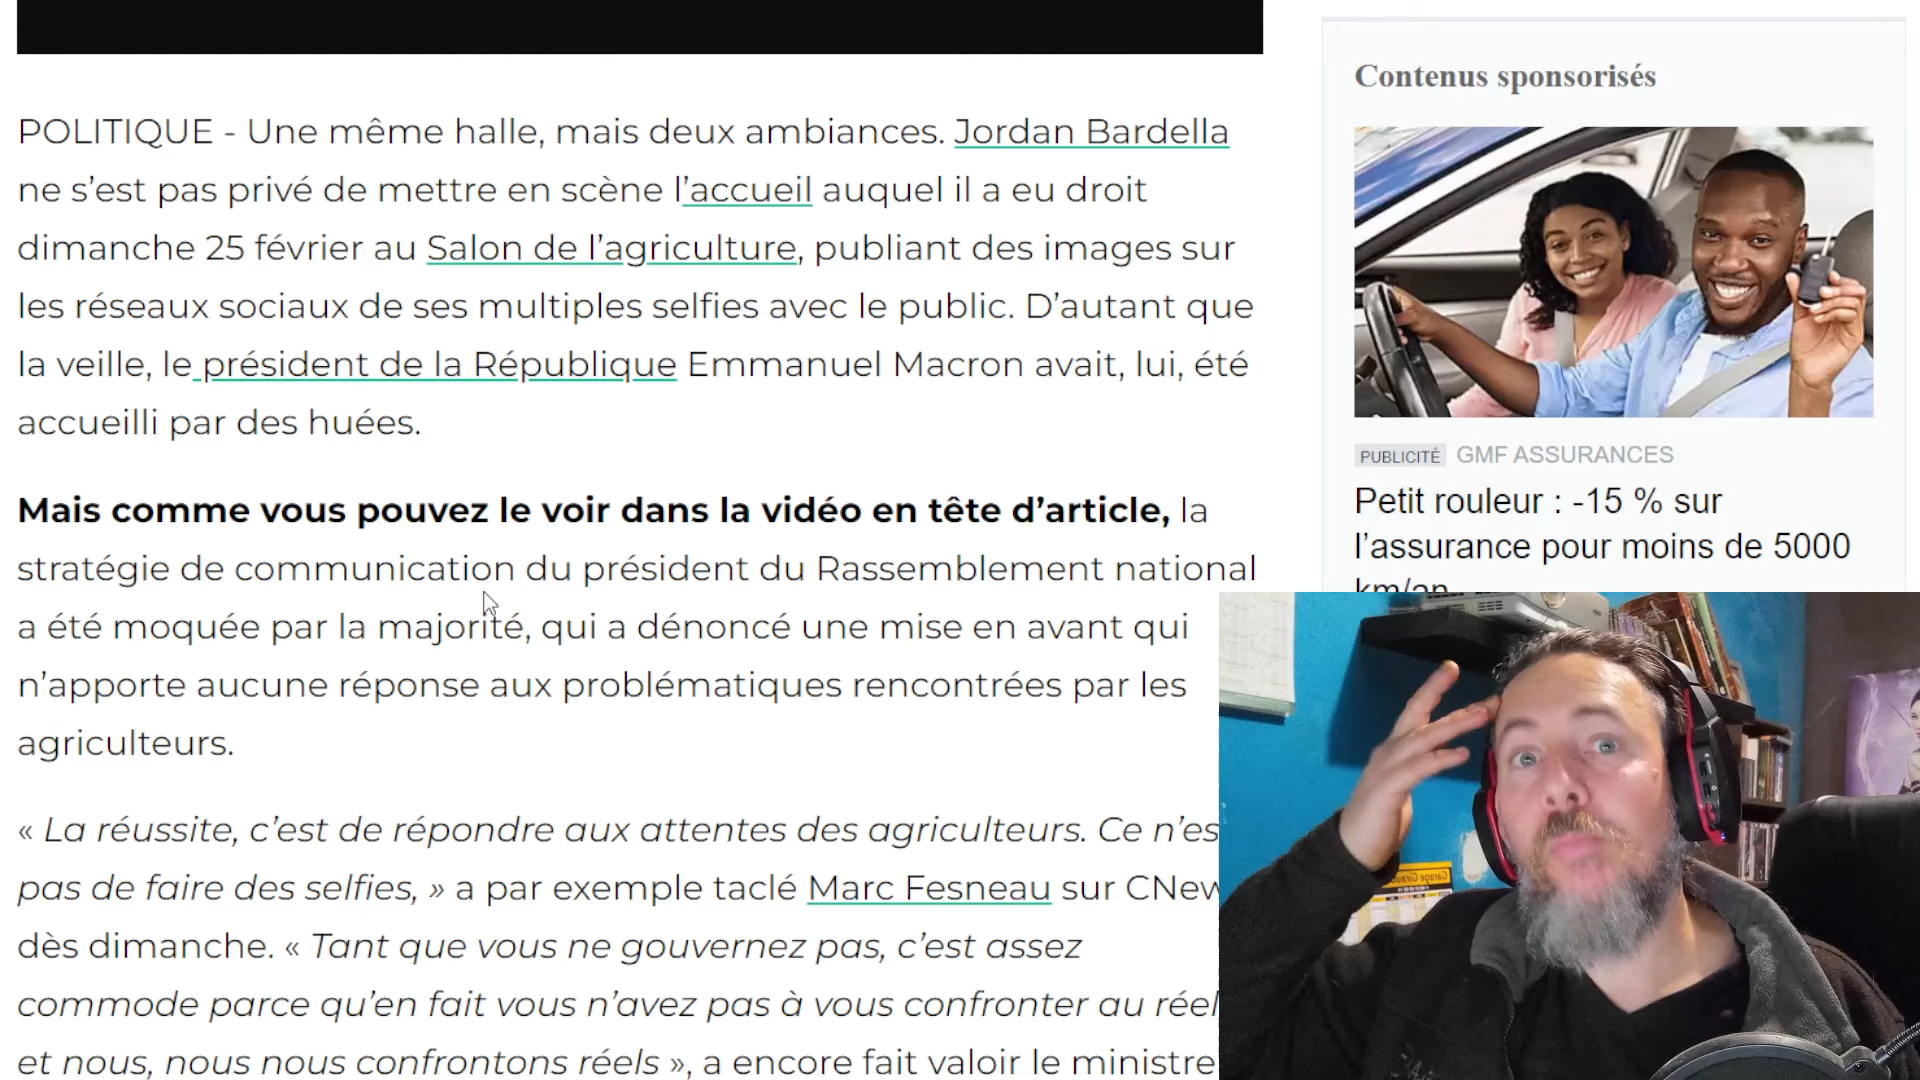 POLITIQUE - Une même halle, mais deux ambiances. Jordan Bardella
ne s’est pas privé de mettre en scène l’accueil auquel il a eu droit
dimanche 25 février au Salon de l’agriculture, publiant des images sur
les réseaux sociaux de ses multiples selfies avec le public. D’autant que
la veille, le président de la République Emmanuel Macron avait, lui, été
accueilli par des huées.
Mais comme vous pouvez le voir dans la vidéo en tête d’article, la
stratégie de communication du président du Rassemblement national
a été moquée par la majorité, qui a dénoncé une mise en avant qui
n’apporte aucune réponse aux problématiques rencontrées par les
agriculteurs.
« La réussite, c’est de répondre aux attentes des agriculteurs. Ce n’es
pas de faire des selfies, » a par exemple taclé Marc Fesneau sur CNew
dès dimanche. « Tant que vous ne gouvernez pas, c’est assez
commode parce qu’en fait vous n’avez pas à vous confronter au réel
et nous, nous nous confrontons réels », a encore fait valoir le ministre
Contenus sponsorisés
PUBLICITÉ GMF ASSURANCES
Petit rouleur : -15 % sur
l’assurance pour moins de 5000
km/an